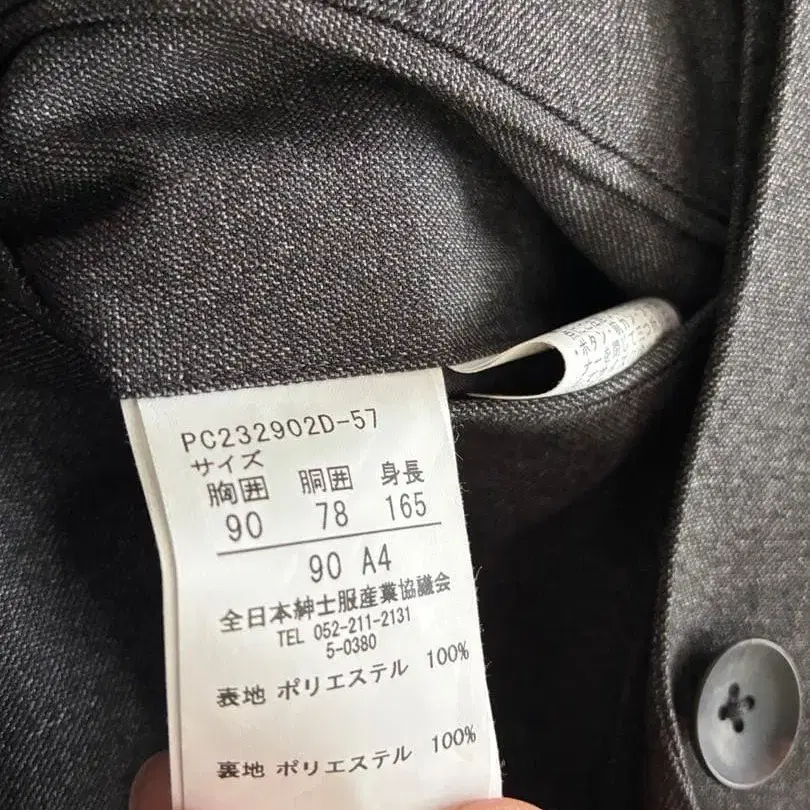 PC232902D-57
サイズ
胸囲 胴囲 身長
90 78 165
90 A4
全日本紳士服産業協議会
TEL 052-211-2131
5-0380
表地 ポリエステル 100%
裏地 ポリエステル 100%